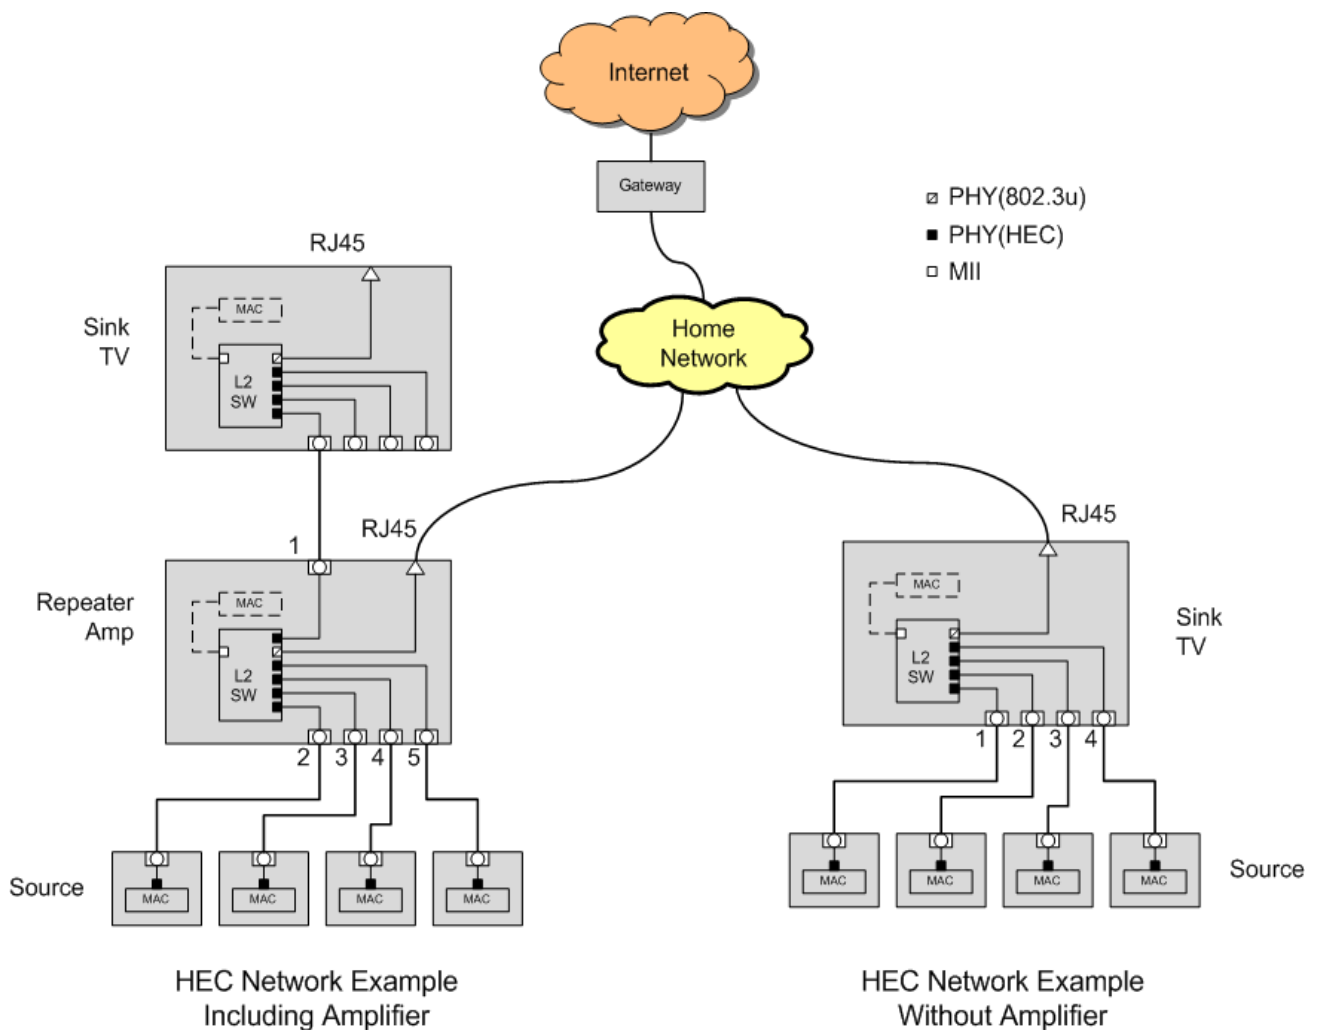 Internet
Gateway
PHY(802.3u)
PHY(HEC)
MII
RJ45
Home
Network
Sink
TV
MAC
L2
SW
RJ45
1
Repeater
Amp
MAC
L2
SW
2
3
4
5
Source
MAC
MAC
MAC
MAC
HEC Network Example
Including Amplifier
RJ45
Sink
TV
MAC
L2
SW
1
2
3
4
Source
MAC
MAC
MAC
MAC
HEC Network Example
Without Amplifier